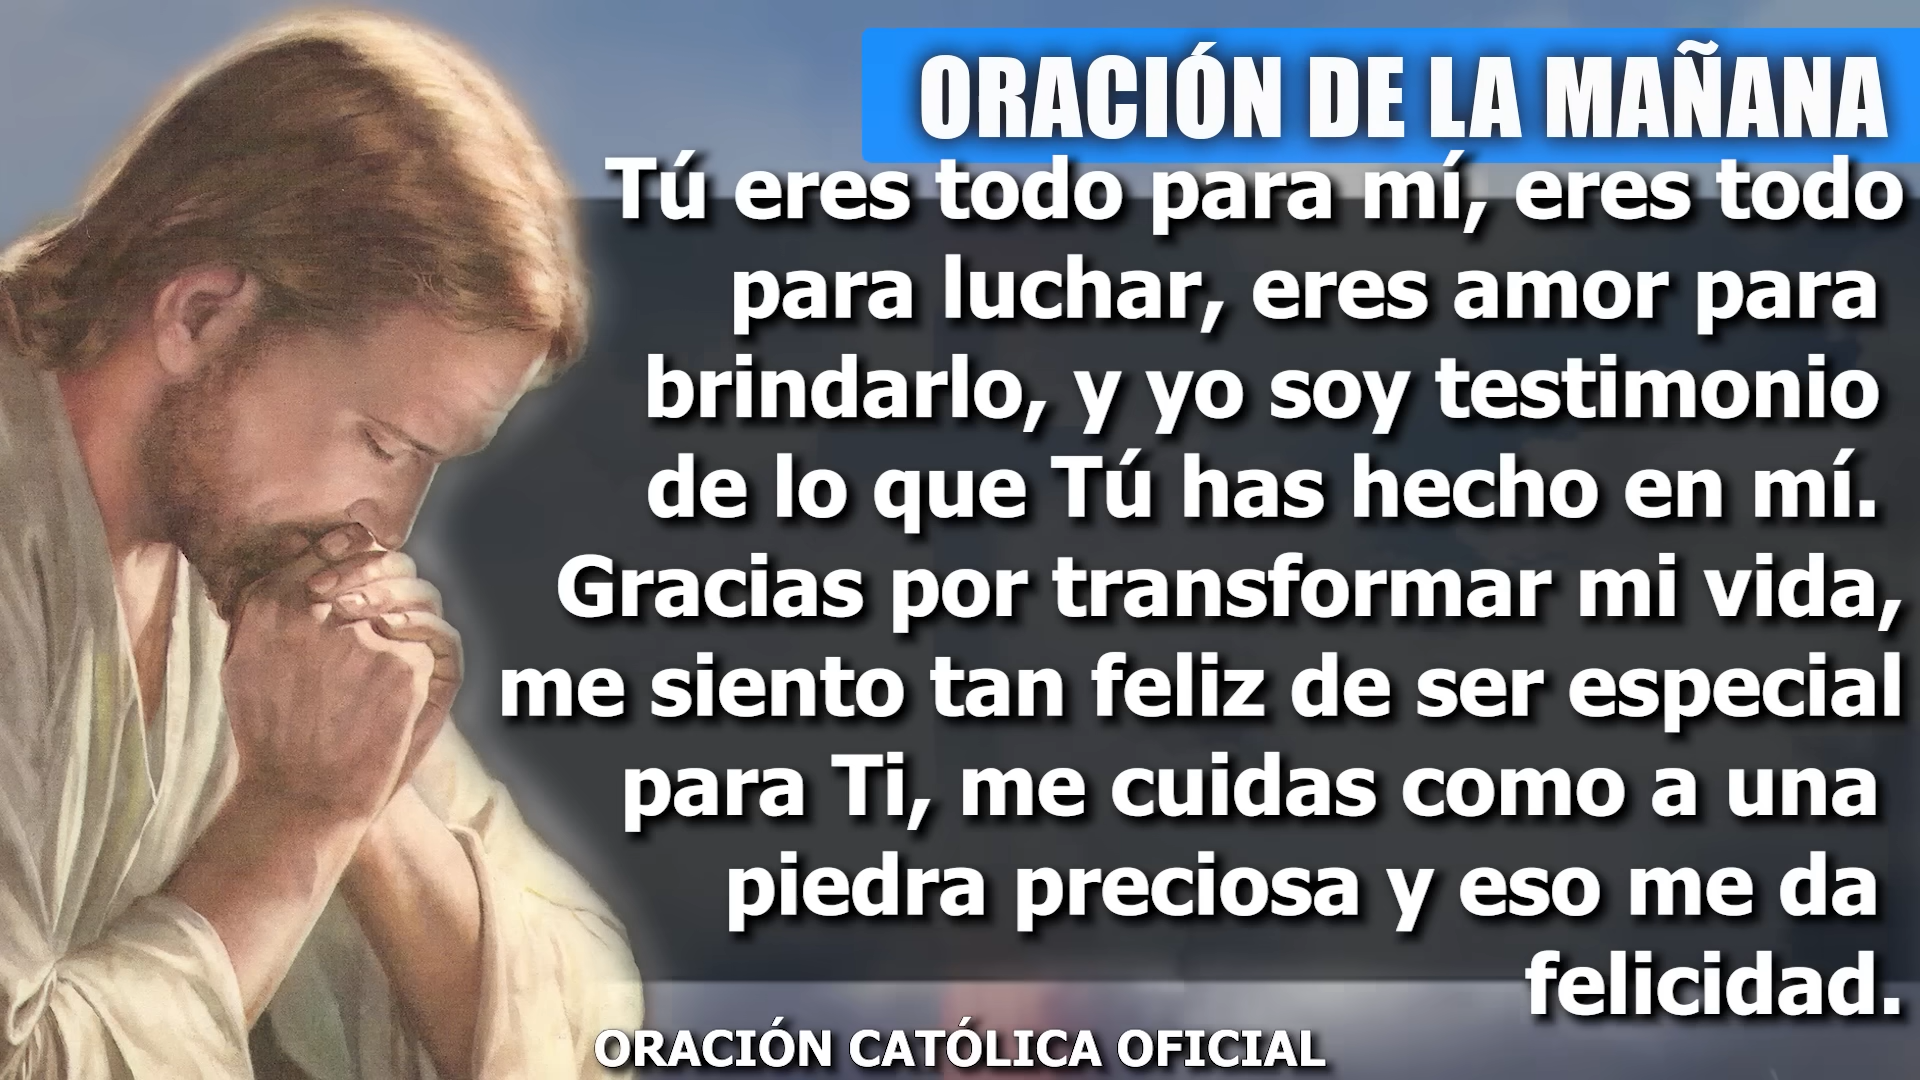 ORACIÓN DE LA MAÑANA
Tú eres todo para mí, eres todo
para luchar, eres amor para
brindarlo, y yo soy testimonio
de lo que Tú has hecho en mí.
Gracias por transformar mi vida,
me siento tan feliz de ser especial
para Ti, me cuidas como a una
piedra preciosa y eso me da
felicidad.
ORACIÓN CATÓLICA OFICIAL